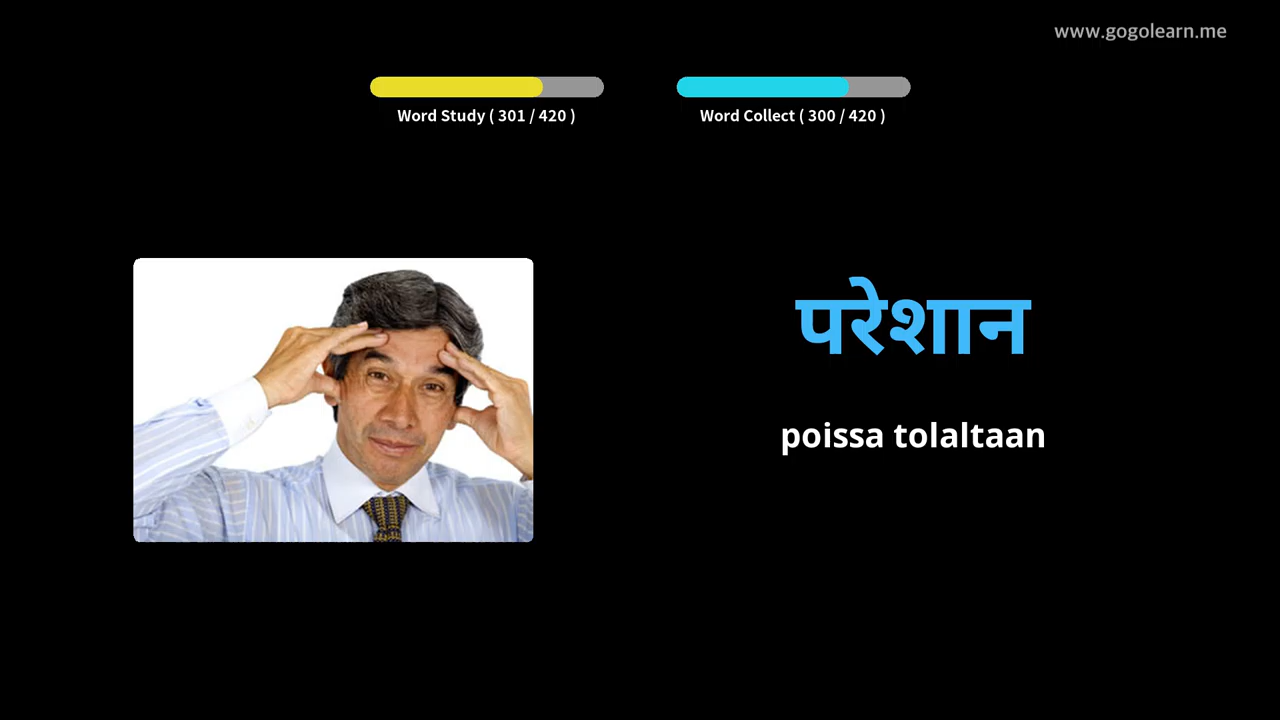 www.gogolearn.me
Word Study ( 301 / 420 )
Word Collect ( 300 / 420 )
परेशान
poissa tolaltaan